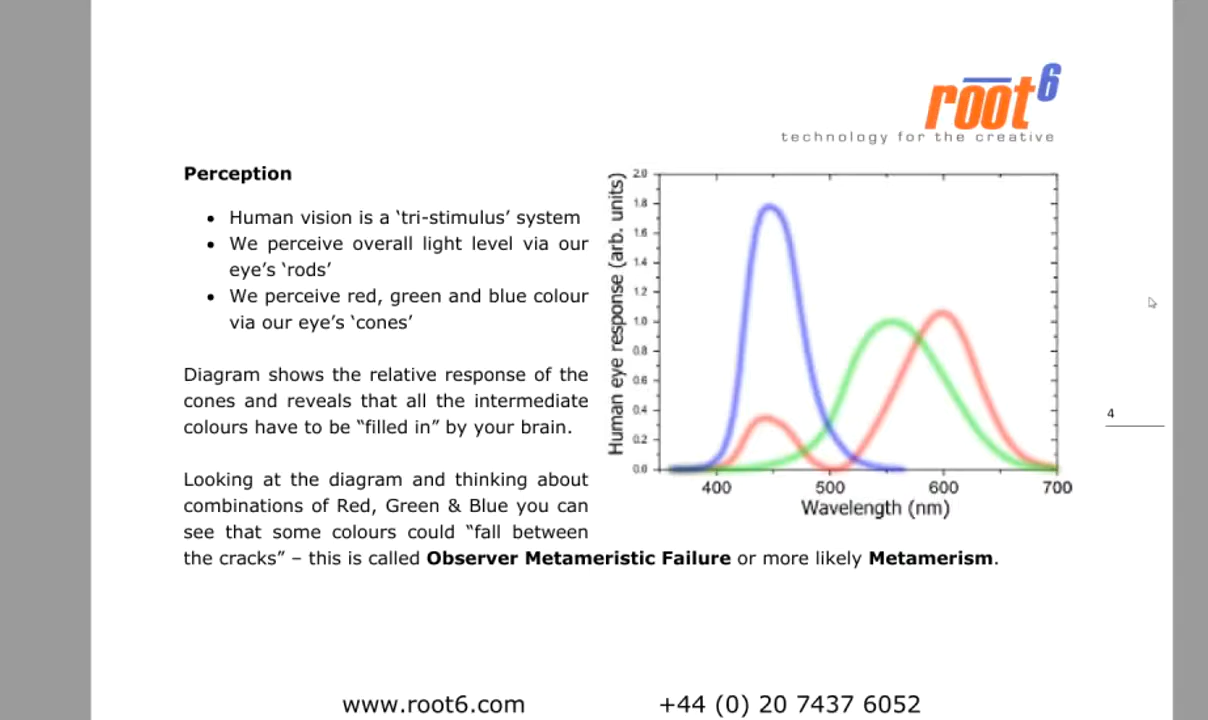 root6
technology for the creative
Perception
• Human vision is a ‘tri-stimulus’ system
• We perceive overall light level via our
eye’s ‘rods’
• We perceive red, green and blue colour
via our eye’s ‘cones’
Diagram shows the relative response of the
cones and reveals that all the intermediate
colours have to be “filled in” by your brain.
Looking at the diagram and thinking about
combinations of Red, Green & Blue you can
see that some colours could “fall between
the cracks” – this is called Observer Metameristic Failure or more likely Metamerism.
Human eye response (arb. units)
2.0
1.8
1.6
1.4
1.2
1.0
0.8
0.6
0.4
0.2
0.0
400 500 600 700
Wavelength (nm)
4
www.root6.com +44 (0) 20 7437 6052